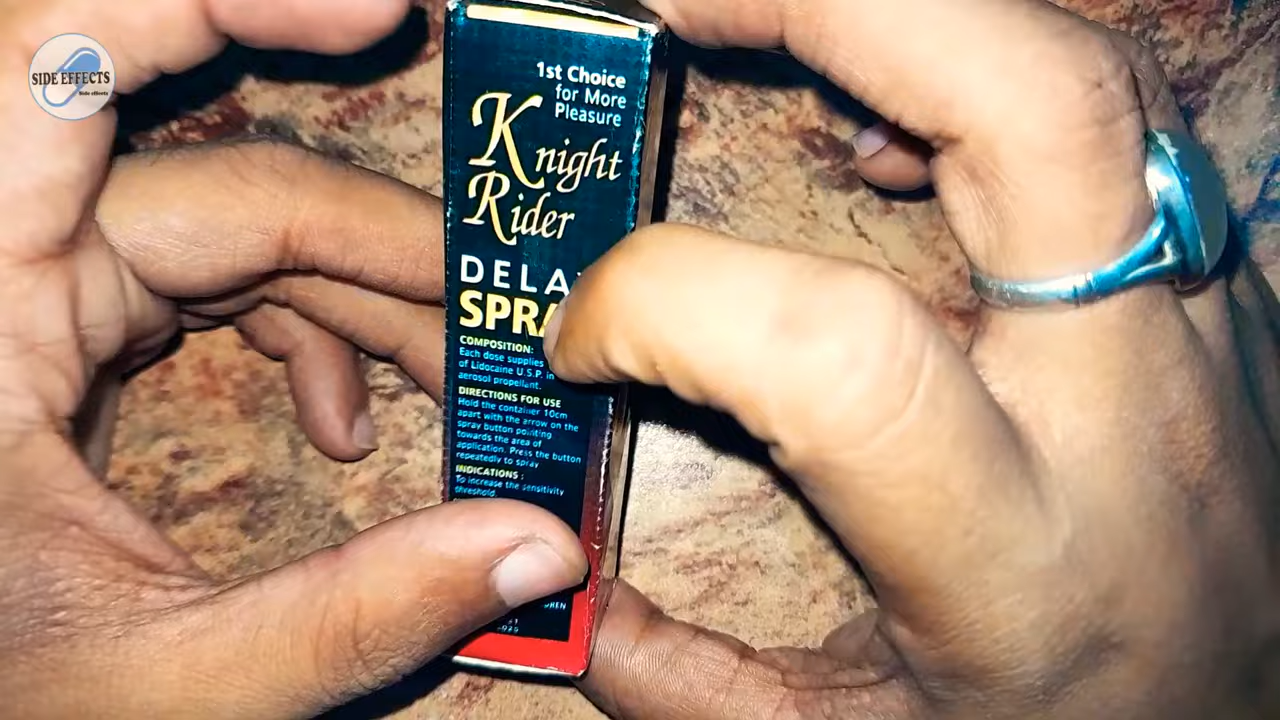 SIDE EFFECTS
Side effects
1st Choice
for More
Pleasure
Knight
Rider
DELA
SPRA
COMPOSITION:
Each dose supplies
of Lidocaine U.S.P. in
aerosol propellant.
DIRECTIONS FOR USE
Hold the container 10cm
apart with the arrow on the
spray button pointing
towards the area of
application. Press the button
repeatedly to spray
INDICATIONS :
To increase the sensitivity
threshold.